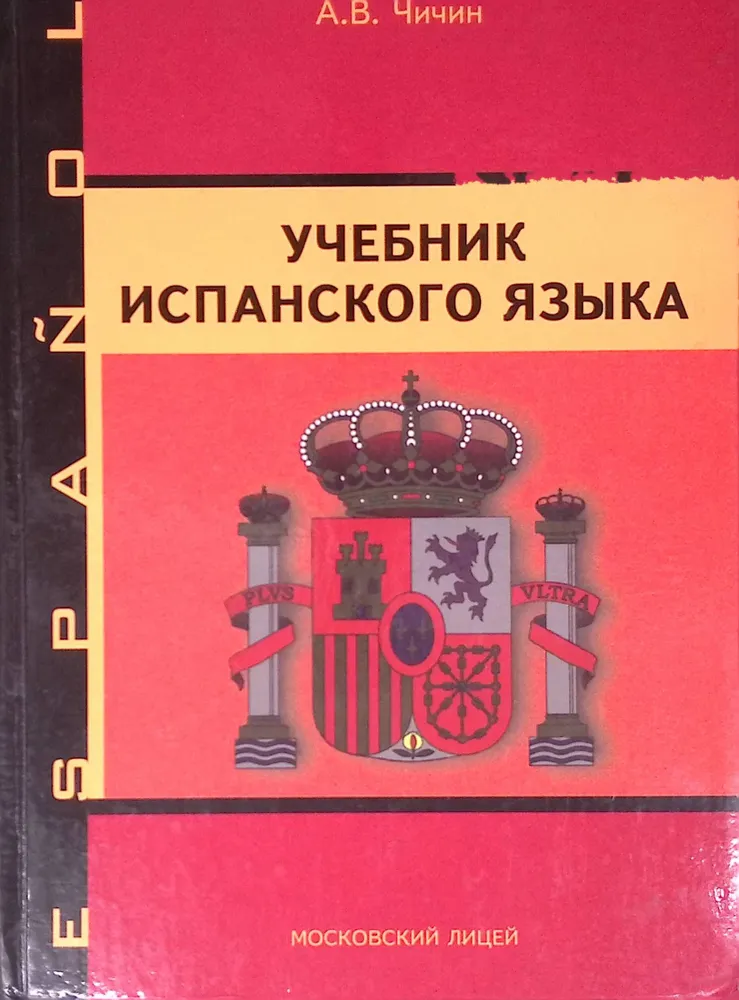 А.В. Чичин
ESPAÑOL
УЧЕБНИК
ИСПАНСКОГО ЯЗЫКА
PLVS
VLTRA
МОСКОВСКИЙ ЛИЦЕЙ